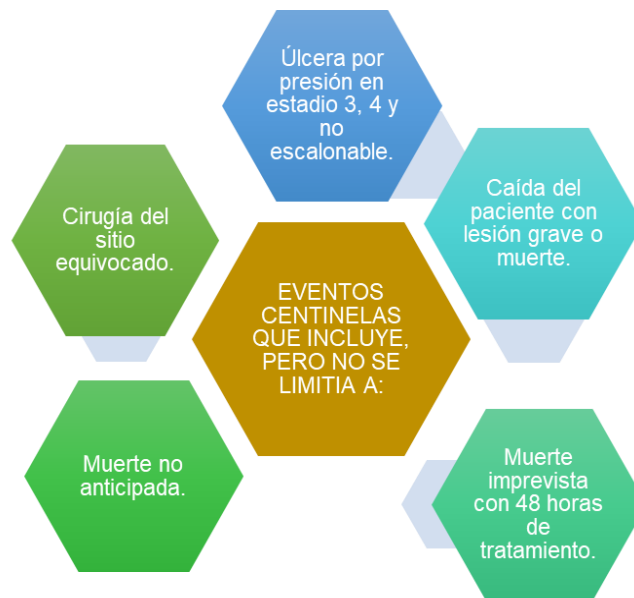 Úlcera por
presión en
estadio 3, 4 y
no
escalonable.
Caída del
paciente con
lesión grave o
muerte.
Cirugía del
sitio
equivocado.
EVENTOS
CENTINELAS
QUE INCLUYE,
PERO NO SE
LIMITIA A:
Muerte no
anticipada.
Muerte
imprevista
con 48 horas
de
tratamiento.